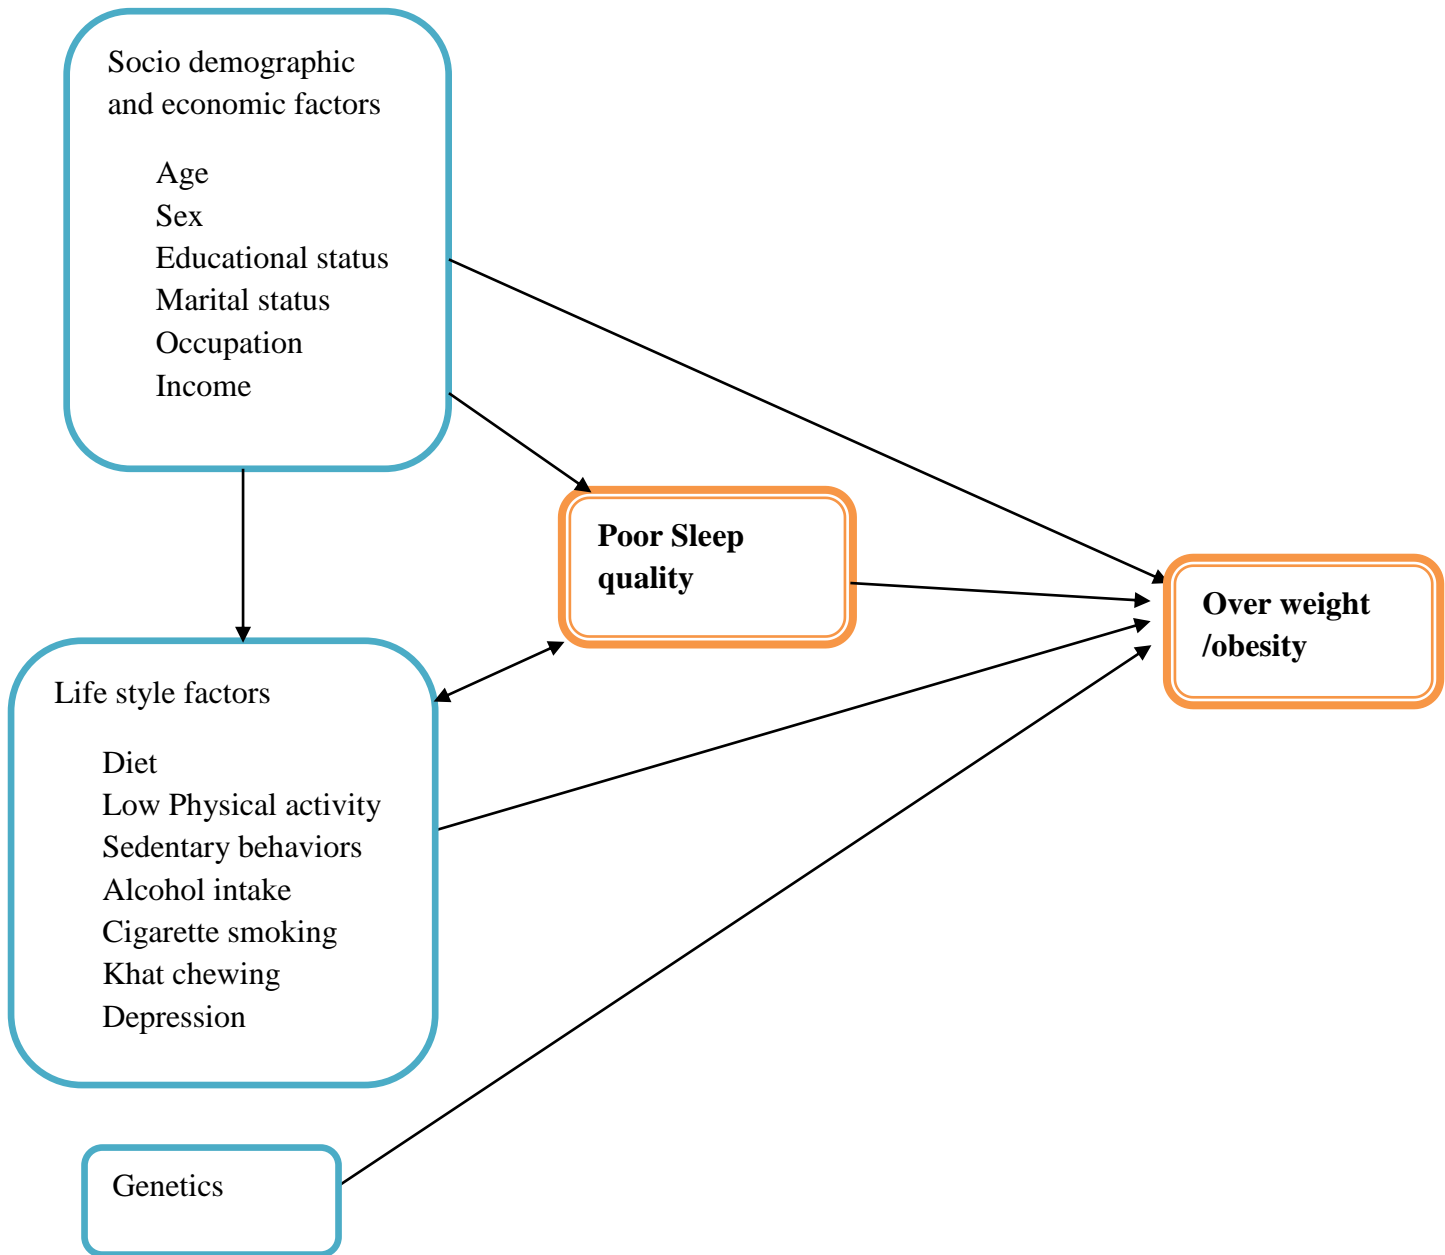 Socio demographic
and economic factors
Age
Sex
Educational status
Marital status
Occupation
Income
Poor Sleep
quality
Over weight
/obesity
Life style factors
Diet
Low Physical activity
Sedentary behaviors
Alcohol intake
Cigarette smoking
Khat chewing
Depression
Genetics